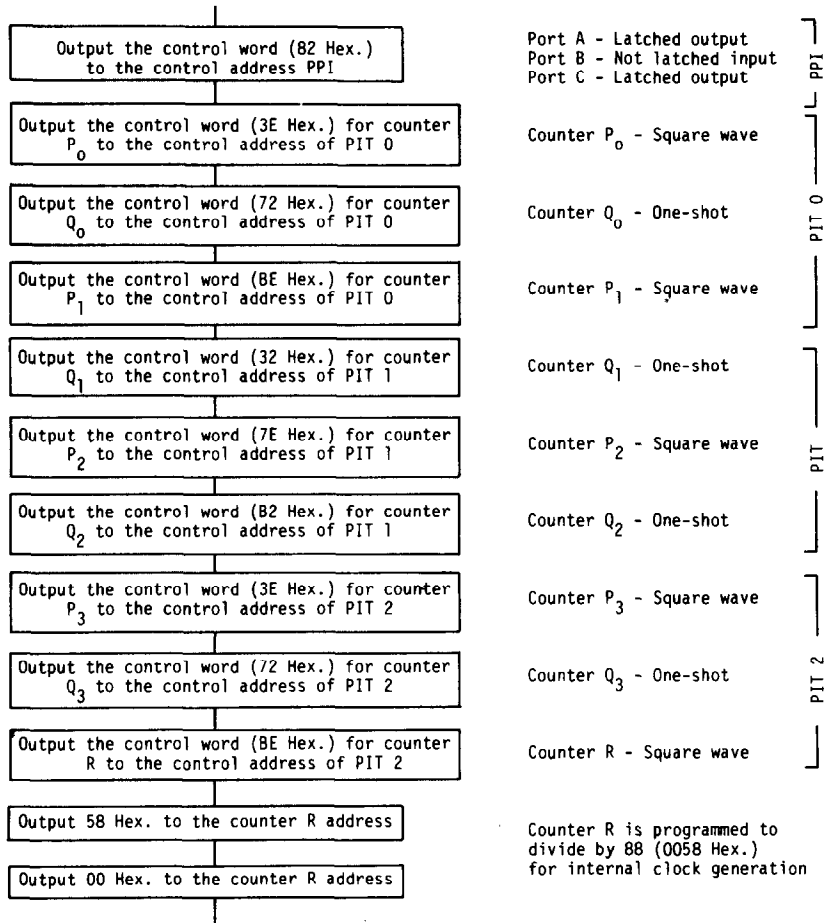 Output the control word (82 Hex.)
to the control address PPI
Port A - Latched output
Port B - Not latched input
Port C - Latched output
PPI
Output the control word (3E Hex.) for counter
P0 to the control address of PIT 0
Counter P0 - Square wave
Output the control word (72 Hex.) for counter
Q0 to the control address of PIT 0
Counter Q0 - One-shot
PIT 0
Output the control word (BE Hex.) for counter
P1 to the control address of PIT 0
Counter P1 - Square wave
Output the control word (32 Hex.) for counter
Q1 to the control address of PIT 1
Counter Q1 - One-shot
Output the control word (7E Hex.) for counter
P2 to the control address of PIT 1
Counter P2 - Square wave
PIT
Output the control word (B2 Hex.) for counter
Q2 to the control address of PIT 1
Counter Q2 - One-shot
Output the control word (3E Hex.) for counter
P3 to the control address of PIT 2
Counter P3 - Square wave
Output the control word (72 Hex.) for counter
Q3 to the control address of PIT 2
Counter Q3 - One-shot
PIT 2
Output the control word (BE Hex.) for counter
R to the control address of PIT 2
Counter R - Square wave
Output 58 Hex. to the counter R address
Output 00 Hex. to the counter R address
Counter R is programmed to
divide by 88 (0058 Hex.)
for internal clock generation